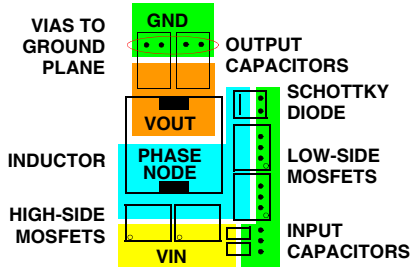 VIAS TO
GROUND
PLANE
GND
OUTPUT
CAPACITORS
SCHOTTKY
DIODE
VOUT
INDUCTOR
PHASE
NODE
LOW-SIDE
MOSFETS
HIGH-SIDE
MOSFETS
VIN
INPUT
CAPACITORS